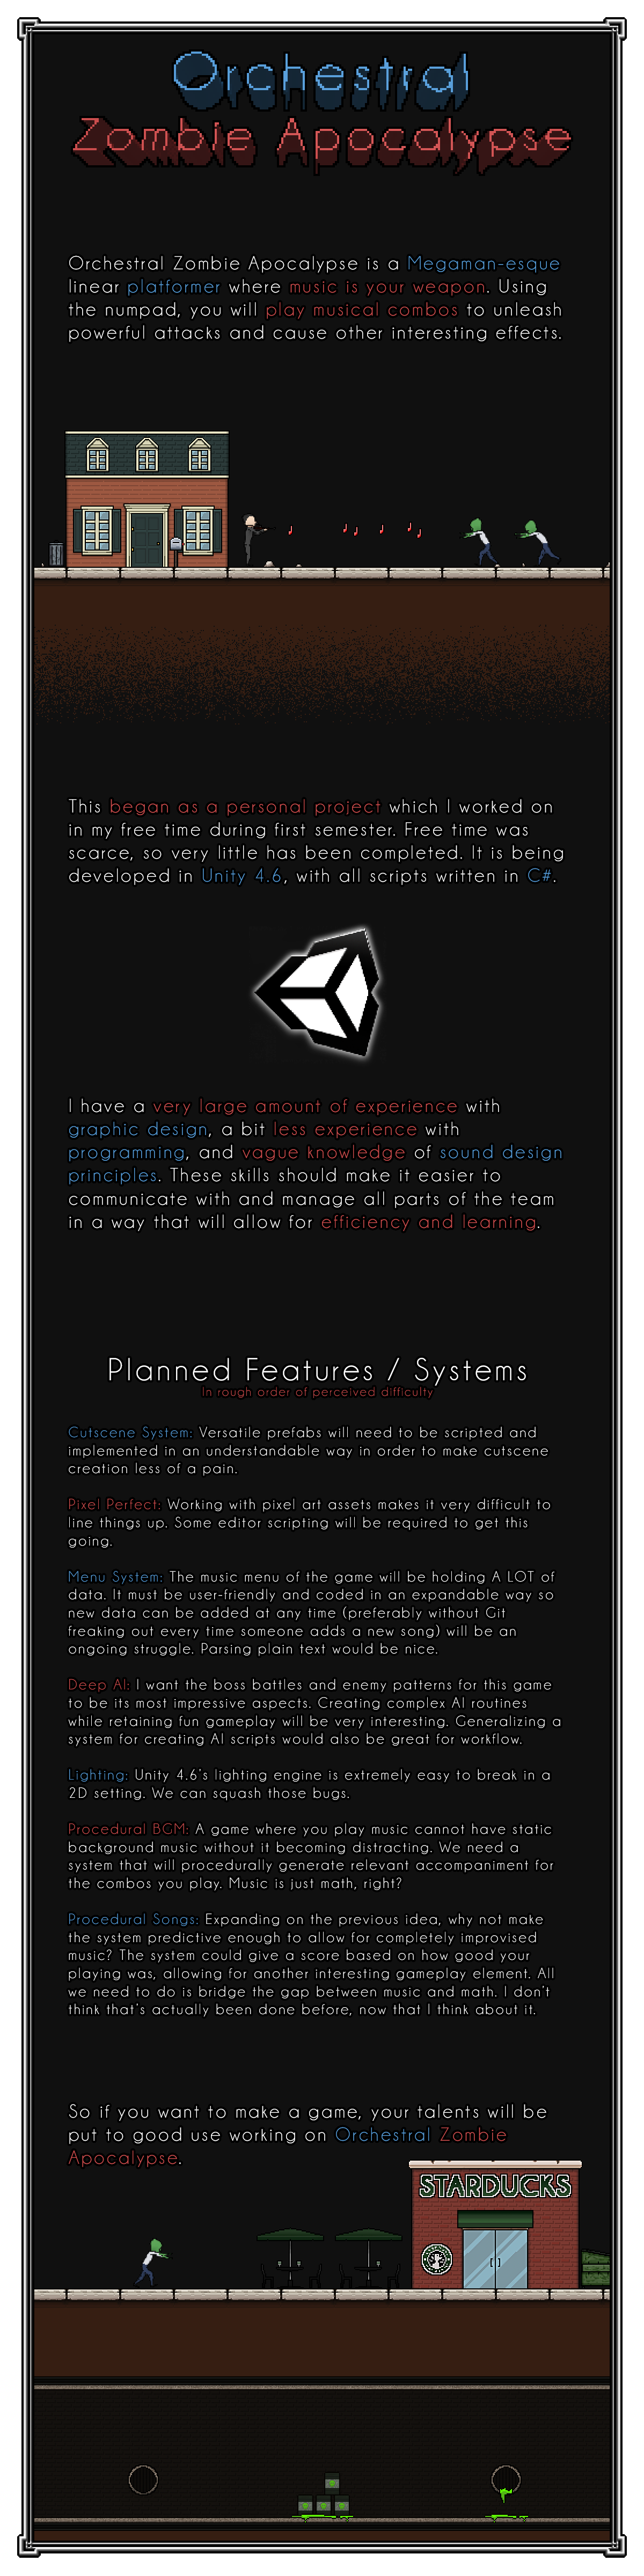 Orchestral
Zombie Apocalypse
Orchestral Zombie Apocalypse is a Megaman-esque
linear platformer where music is your weapon. Using
the numpad, you will play musical combos to unleash
powerful attacks and cause other interesting effects.
This began as a personal project which I worked on
in my free time during first semester. Free time was
scarce, so very little has been completed. It is being
developed in Unity 4.6, with all scripts written in C#.
I have a very large amount of experience with
graphic design, a bit less experience with
programming, and vague knowledge of sound design
principles. These skills should make it easier to
communicate with and manage all parts of the team
in a way that will allow for efficiency and learning.
Planned Features / Systems
In rough order of perceived difficulty
Cutscene System: Versatile prefabs will need to be scripted and
implemented in an understandable way in order to make cutscene
creation less of a pain.
Pixel Perfect: Working with pixel art assets makes it very difficult to
line things up. Some editor scripting will be required to get this
going.
Menu System: The music menu of the game will be holding A LOT of
data. It must be user-friendly and coded in an expandable way so
new data can be added at any time (preferably without Git
freaking out every time someone adds a new song) will be an
ongoing struggle. Parsing plain text would be nice.
Deep AI: I want the boss battles and enemy patterns for this game
to be its most impressive aspects. Creating complex AI routines
while retaining fun gameplay will be very interesting. Generalizing a
system for creating AI scripts would also be great for workflow.
Lighting: Unity 4.6's lighting engine is extremely easy to break in a
2D setting. We can squash those bugs.
Procedural BGM: A game where you play music cannot have static
background music without it becoming distracting. We need a
system that will procedurally generate relevant accompaniment for
the combos you play. Music is just math, right?
Procedural Songs: Expanding on the previous idea, why not make
the system predictive enough to allow for completely improvised
music? The system could give a score based on how good your
playing was, allowing for another interesting gameplay element. All
we need to do is bridge the gap between music and math. I don't
think that's actually been done before, now that I think about it.
So if you want to make a game, your talents will be
put to good use working on Orchestral Zombie
Apocalypse.
STARDUCKS